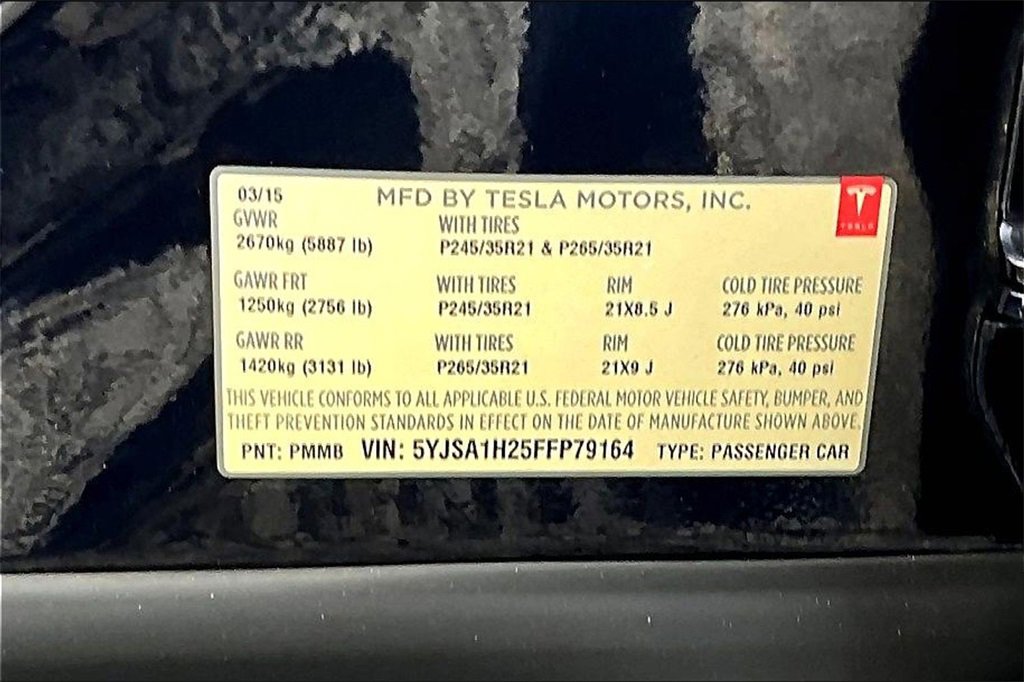 03/15 MFD BY TESLA MOTORS, INC.
TESLA
GVWR WITH TIRES
2670kg (5887 lb) P245/35R21 & P265/35R21
GAWR FRT WITH TIRES RIM COLD TIRE PRESSURE
1250kg (2756 lb) P245/35R21 21X8.5 J 276 kPa, 40 psi
GAWR RR WITH TIRES RIM COLD TIRE PRESSURE
1420kg (3131 lb) P265/35R21 21X9 J 276 kPa, 40 psi
THIS VEHICLE CONFORMS TO ALL APPLICABLE U.S. FEDERAL MOTOR VEHICLE SAFETY, BUMPER, AND
THEFT PREVENTION STANDARDS IN EFFECT ON THE DATE OF MANUFACTURE SHOWN ABOVE.
PNT: PMMB VIN: 5YJSA1H25FFP79164 TYPE: PASSENGER CAR